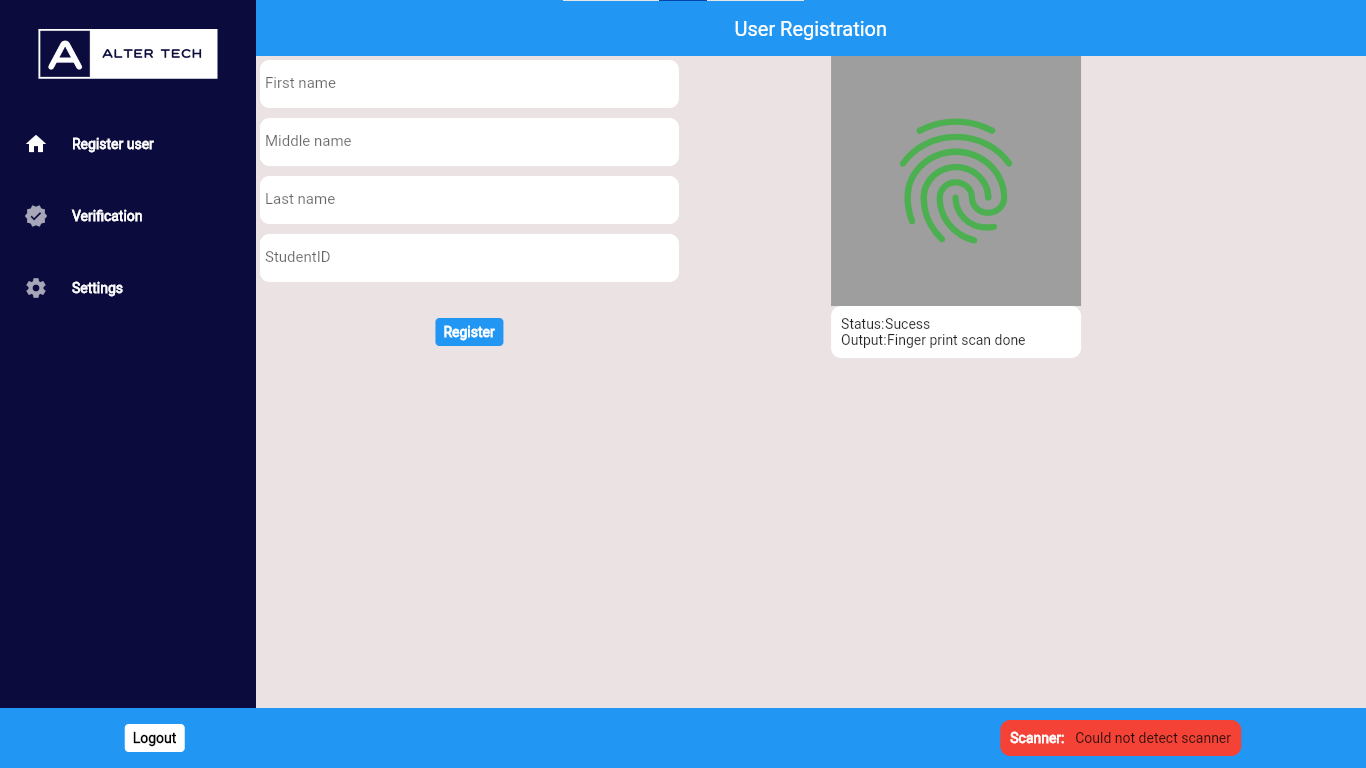 A ALTER TECH
User Registration
Register user
Verification
Settings
First name
Middle name
Last name
StudentID
Register
Status:Sucess
Output:Finger print scan done
Logout
Scanner: Could not detect scanner